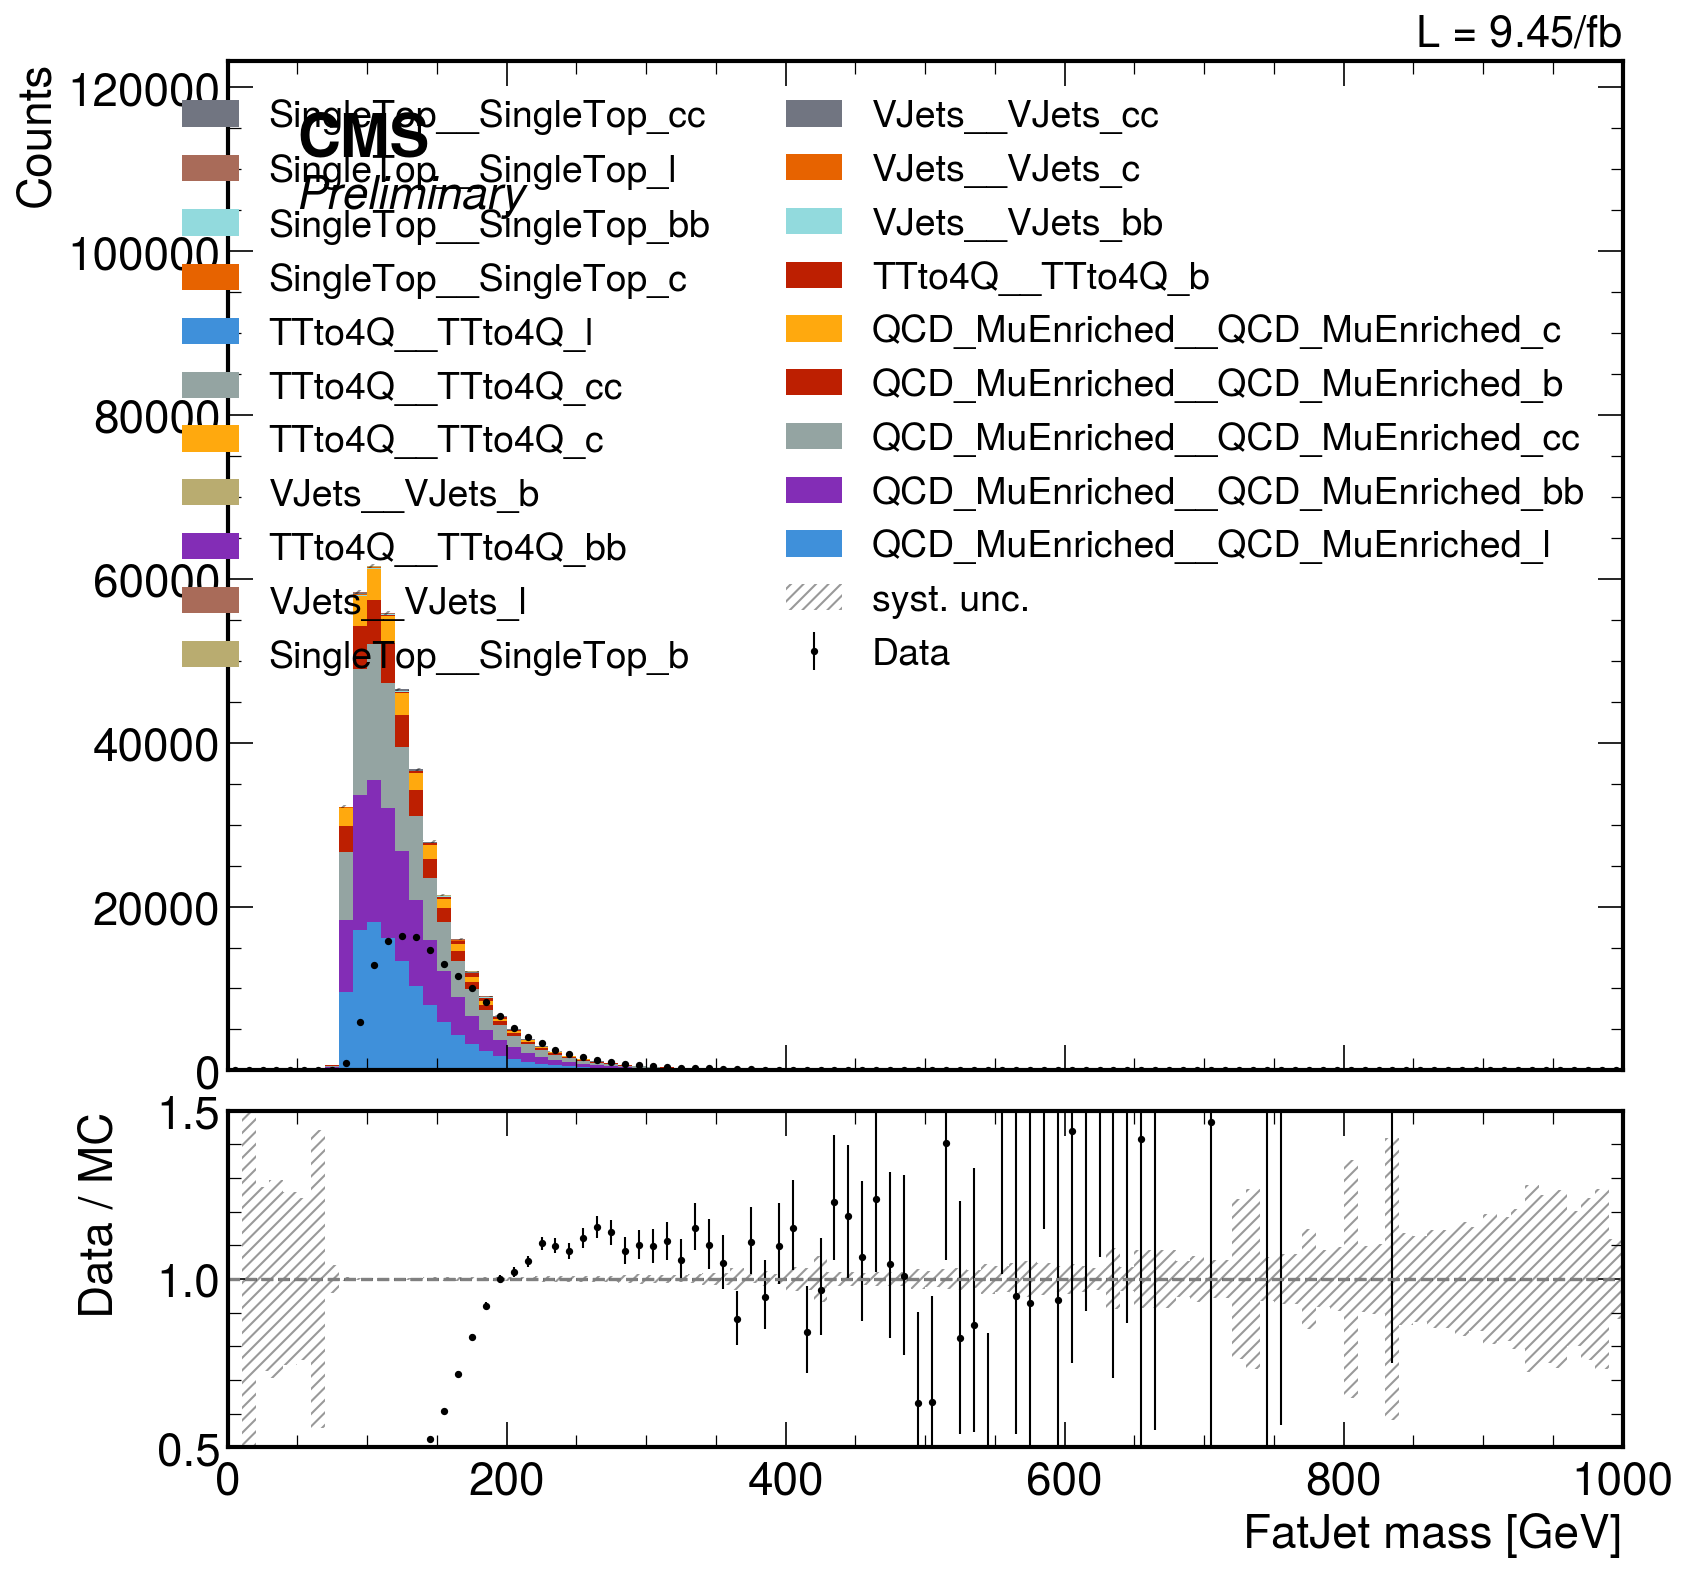 L = 9.45/fb
Counts
120000
100000
80000
60000
40000
20000
0
CMS
Preliminary
SingleTop__SingleTop_cc
SingleTop__SingleTop_l
SingleTop__SingleTop_bb
SingleTop__SingleTop_c
TTto4Q__TTto4Q_l
TTto4Q__TTto4Q_cc
TTto4Q__TTto4Q_c
VJets__VJets_b
TTto4Q__TTto4Q_bb
VJets__VJets_l
SingleTop__SingleTop_b
VJets__VJets_cc
VJets__VJets_c
VJets__VJets_bb
TTto4Q__TTto4Q_b
QCD_MuEnriched__QCD_MuEnriched_c
QCD_MuEnriched__QCD_MuEnriched_b
QCD_MuEnriched__QCD_MuEnriched_cc
QCD_MuEnriched__QCD_MuEnriched_bb
QCD_MuEnriched__QCD_MuEnriched_l
syst. unc.
Data
Data / MC
1.5
1.0
0.5
0 200 400 600 800 1000
FatJet mass [GeV]